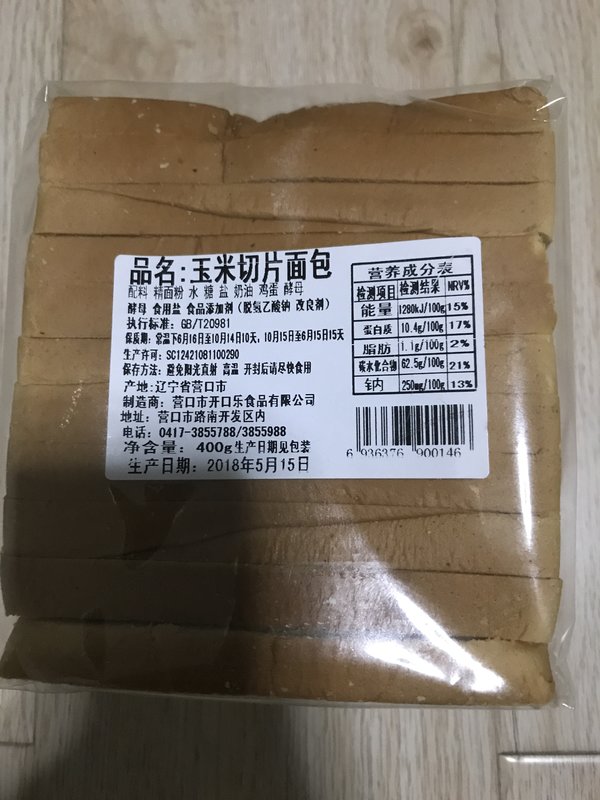 品名:玉米切片面包
配料 精面粉 水 糖 盐 奶油 鸡蛋 酵母
酵母 食用盐 食品添加剂（脱氢乙酸钠 改良剂）
执行标准：GB/T20981
保质期：常温下6月16日至10月14日10天，10月15日至6月15日15天
生产许可：SC12421081100290
保存方法：避免阳光直射 高温 开封后请尽快食用
产地:辽宁省营口市
制造商：营口市开口乐食品有限公司
地址：营口市路南开发区内
电话：0417-3855788/3855988
净含量：400g生产日期见包装
生产日期：2018年5月15日
营养成分表
检测项目 检测结果 NRV%
能量 1280kJ/100g 15%
蛋白质 10.4g/100g 17%
脂肪 1.1g/100g 2%
碳水化合物 62.5g/100g 21%
钠 250mg/100g 13%
6 936376 900146